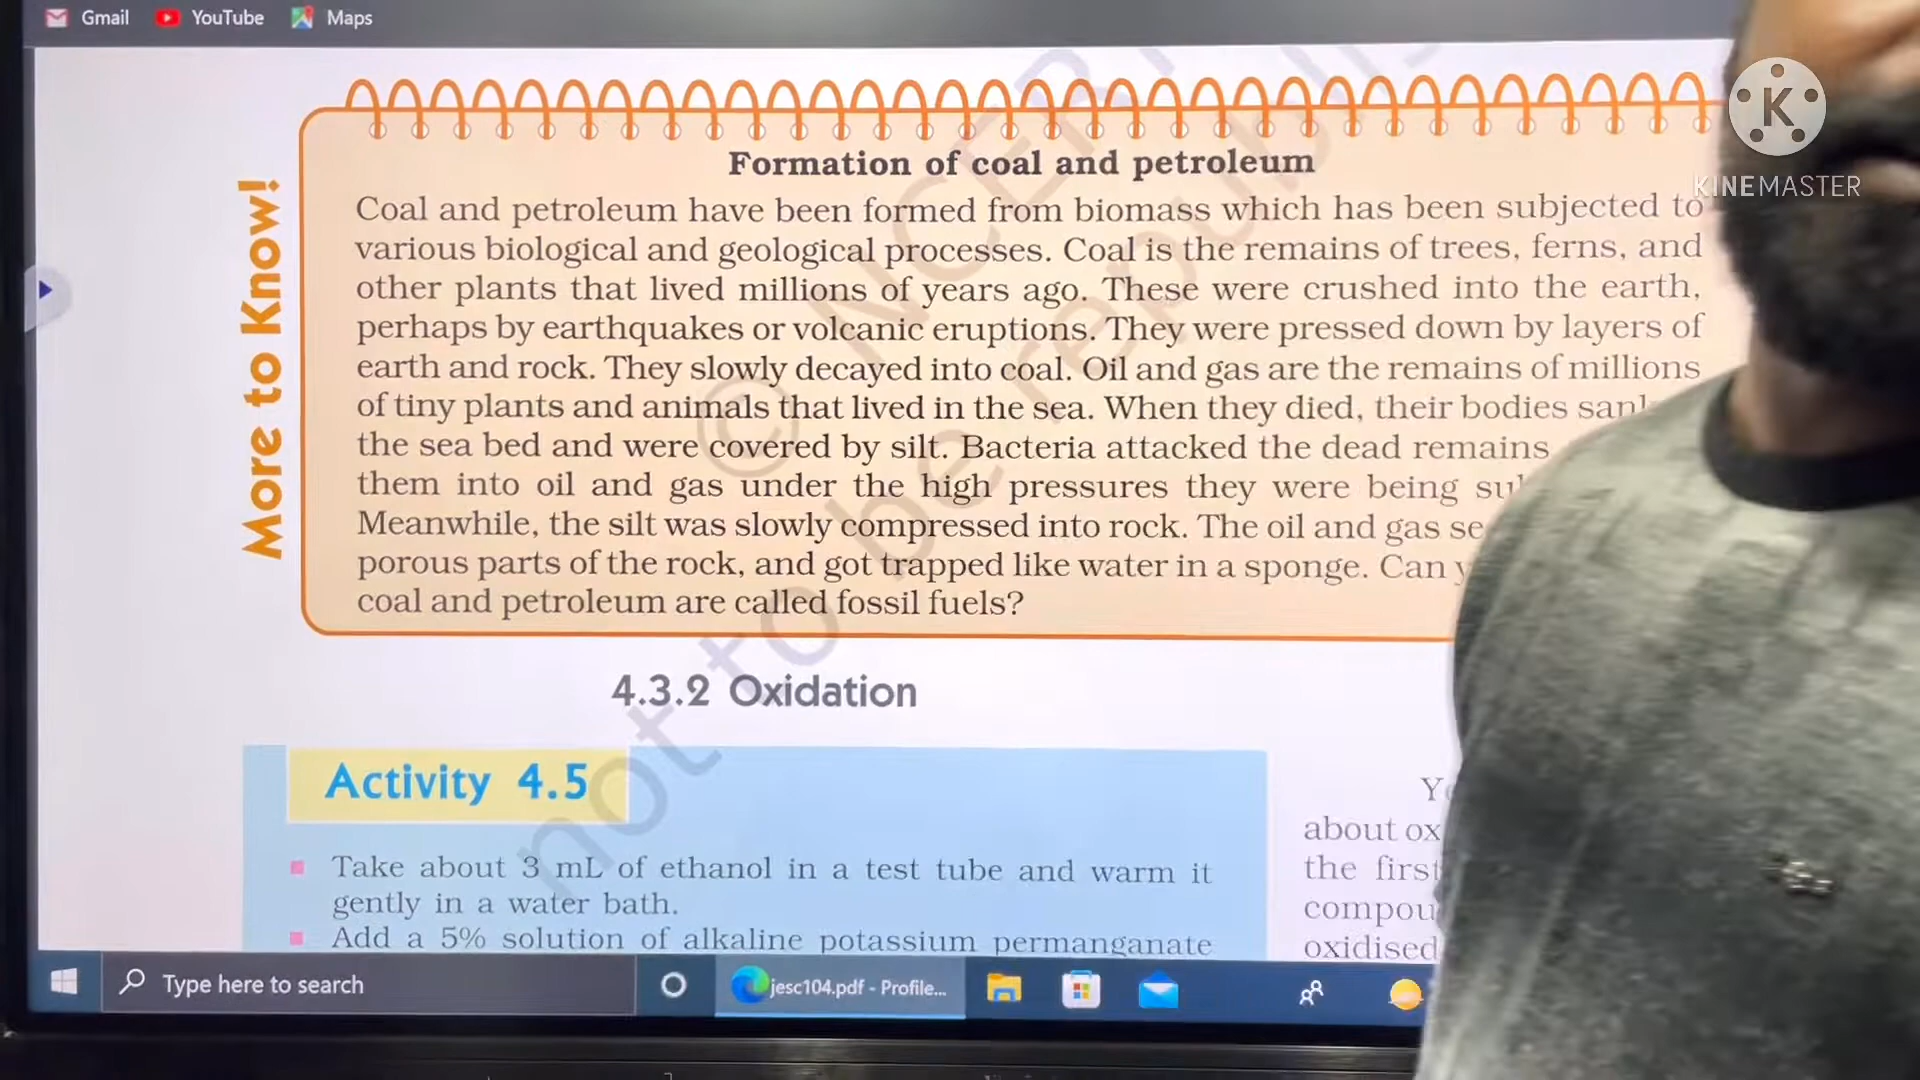 Gmail YouTube Maps
KINEMASTER
More to Know!
Formation of coal and petroleum
Coal and petroleum have been formed from biomass which has been subjected to
various biological and geological processes. Coal is the remains of trees, ferns, and
other plants that lived millions of years ago. These were crushed into the earth,
perhaps by earthquakes or volcanic eruptions. They were pressed down by layers of
earth and rock. They slowly decayed into coal. Oil and gas are the remains of millions
of tiny plants and animals that lived in the sea. When they died, their bodies
the sea bed and were covered by silt. Bacteria attacked the dead remains
them into oil and gas under the high pressures they were being
Meanwhile, the silt was slowly compressed into rock. The oil and gas
porous parts of the rock, and got trapped like water in a sponge. Can
coal and petroleum are called fossil fuels?
© NCERT
not to be republis
4.3.2 Oxidation
Activity 4.5
Take about 3 mL of ethanol in a test tube and warm it
gently in a water bath.
Add a 5% solution of alkaline potassium permanganate
about ox
the first
compou
oxidised
Type here to search
jesc104.pdf - Profile...